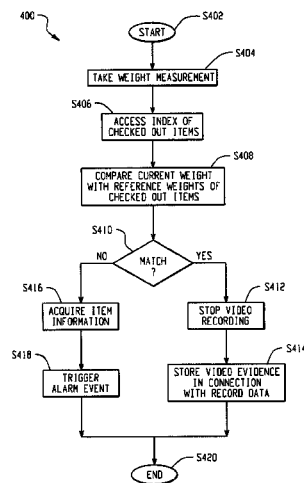 400
S402
START
S404
TAKE WEIGHT MEASUREMENT
S406
ACCESS INDEX OF
CHECKED OUT ITEMS
S408
COMPARE CURRENT WEIGHT
WITH REFERENCE WEIGHTS OF
CHECKED OUT ITEMS
S410
NO
MATCH
?
YES
S416
ACQUIRE ITEM
INFORMATION
S412
STOP VIDEO
RECORDING
S418
TRIGGER
ALARM EVENT
S414
STORE VIDEO EVIDENCE
IN CONNECTION
WITH RECORD DATA
END
S420